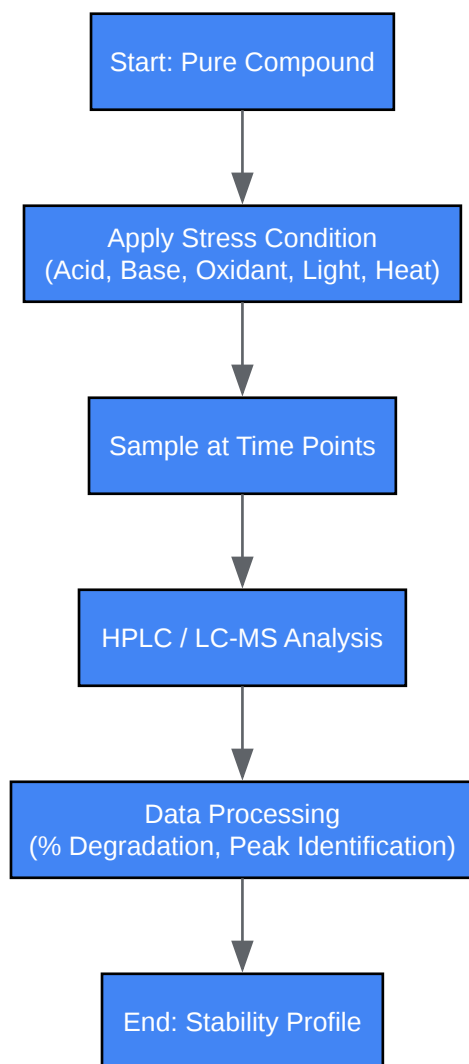 Start: Pure Compound
Apply Stress Condition
(Acid, Base, Oxidant, Light, Heat)
Sample at Time Points
HPLC / LC-MS Analysis
Data Processing
(% Degradation, Peak Identification)
End: Stability Profile